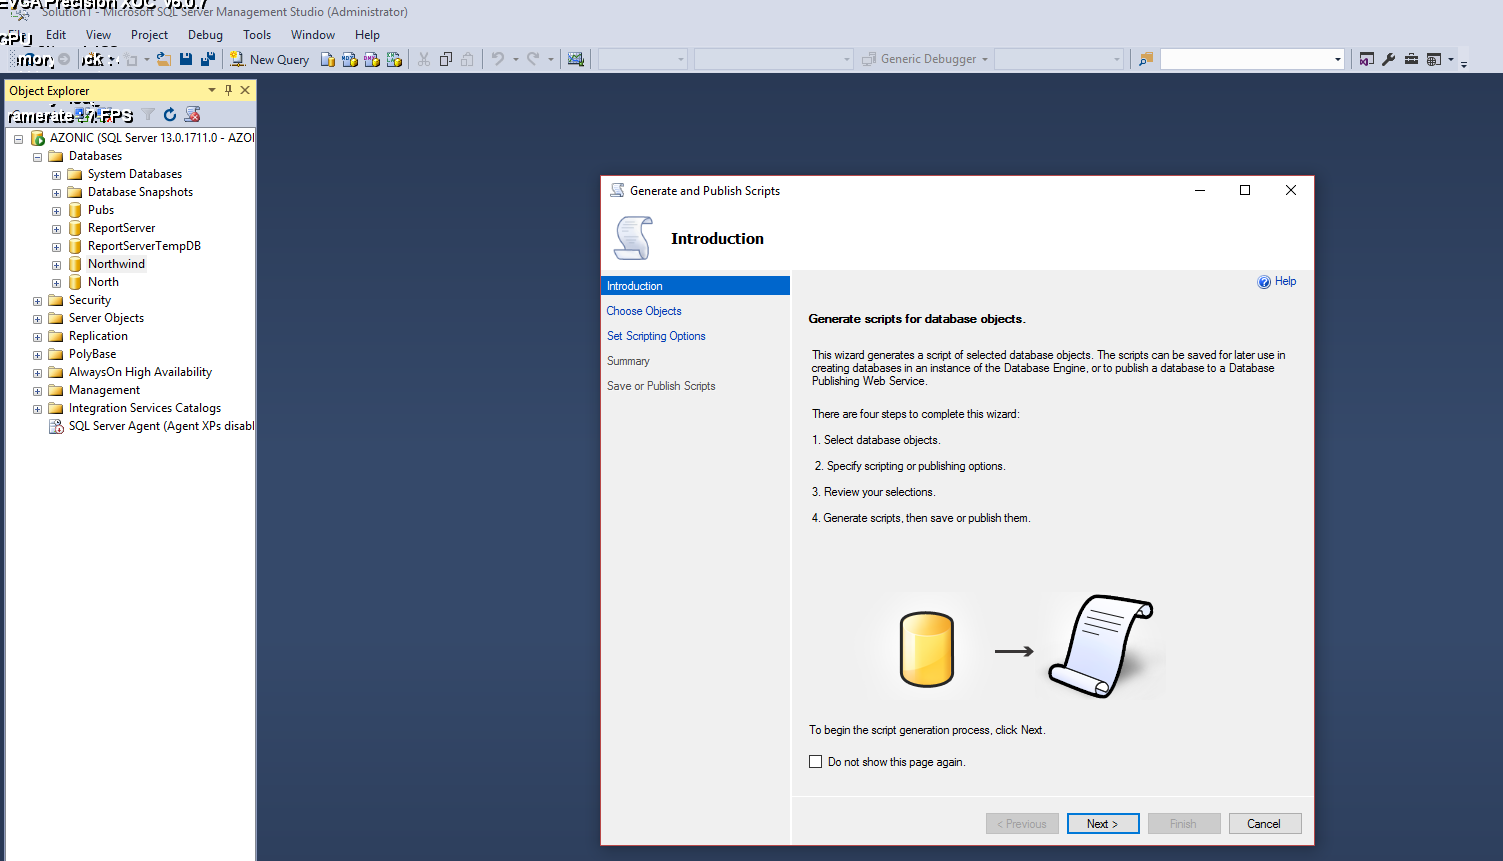 EVGA Precision XOC v6.0.7
Solution1 - Microsoft SQL Server Management Studio (Administrator)
GPU
Edit View Project Debug Tools Window Help
New Query
Generic Debugger
Object Explorer
AZONIC (SQL Server 13.0.1711.0 - AZOI
Databases
System Databases
Database Snapshots
Pubs
ReportServer
ReportServerTempDB
Northwind
North
Security
Server Objects
Replication
PolyBase
AlwaysOn High Availability
Management
Integration Services Catalogs
SQL Server Agent (Agent XPs disabl
Generate and Publish Scripts
Introduction
Introduction
Choose Objects
Set Scripting Options
Summary
Save or Publish Scripts
Help
Generate scripts for database objects.
This wizard generates a script of selected database objects. The scripts can be saved for later use in
creating databases in an instance of the Database Engine, or to publish a database to a Database
Publishing Web Service.
There are four steps to complete this wizard:
1. Select database objects.
2. Specify scripting or publishing options.
3. Review your selections.
4. Generate scripts, then save or publish them.
To begin the script generation process, click Next.
Do not show this page again.
< Previous
Next >
Finish
Cancel